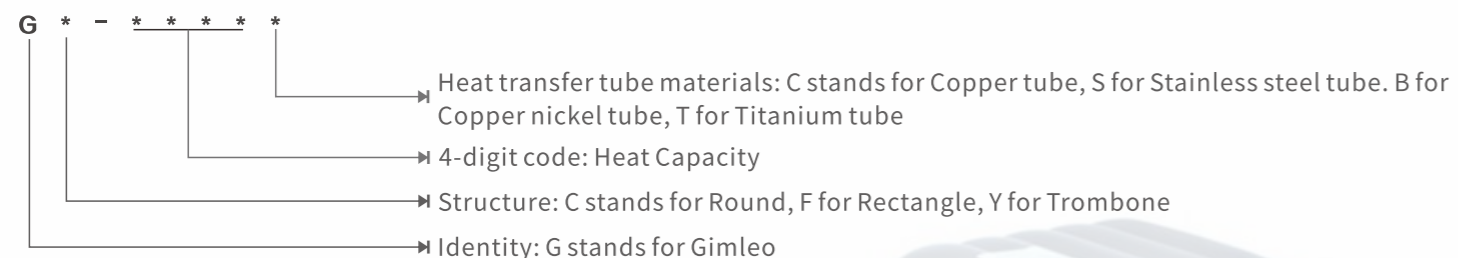 G * - * * * * *
Heat transfer tube materials: C stands for Copper tube, S for Stainless steel tube. B for
Copper nickel tube, T for Titanium tube
4-digit code: Heat Capacity
Structure: C stands for Round, F for Rectangle, Y for Trombone
Identity: G stands for Gimleo